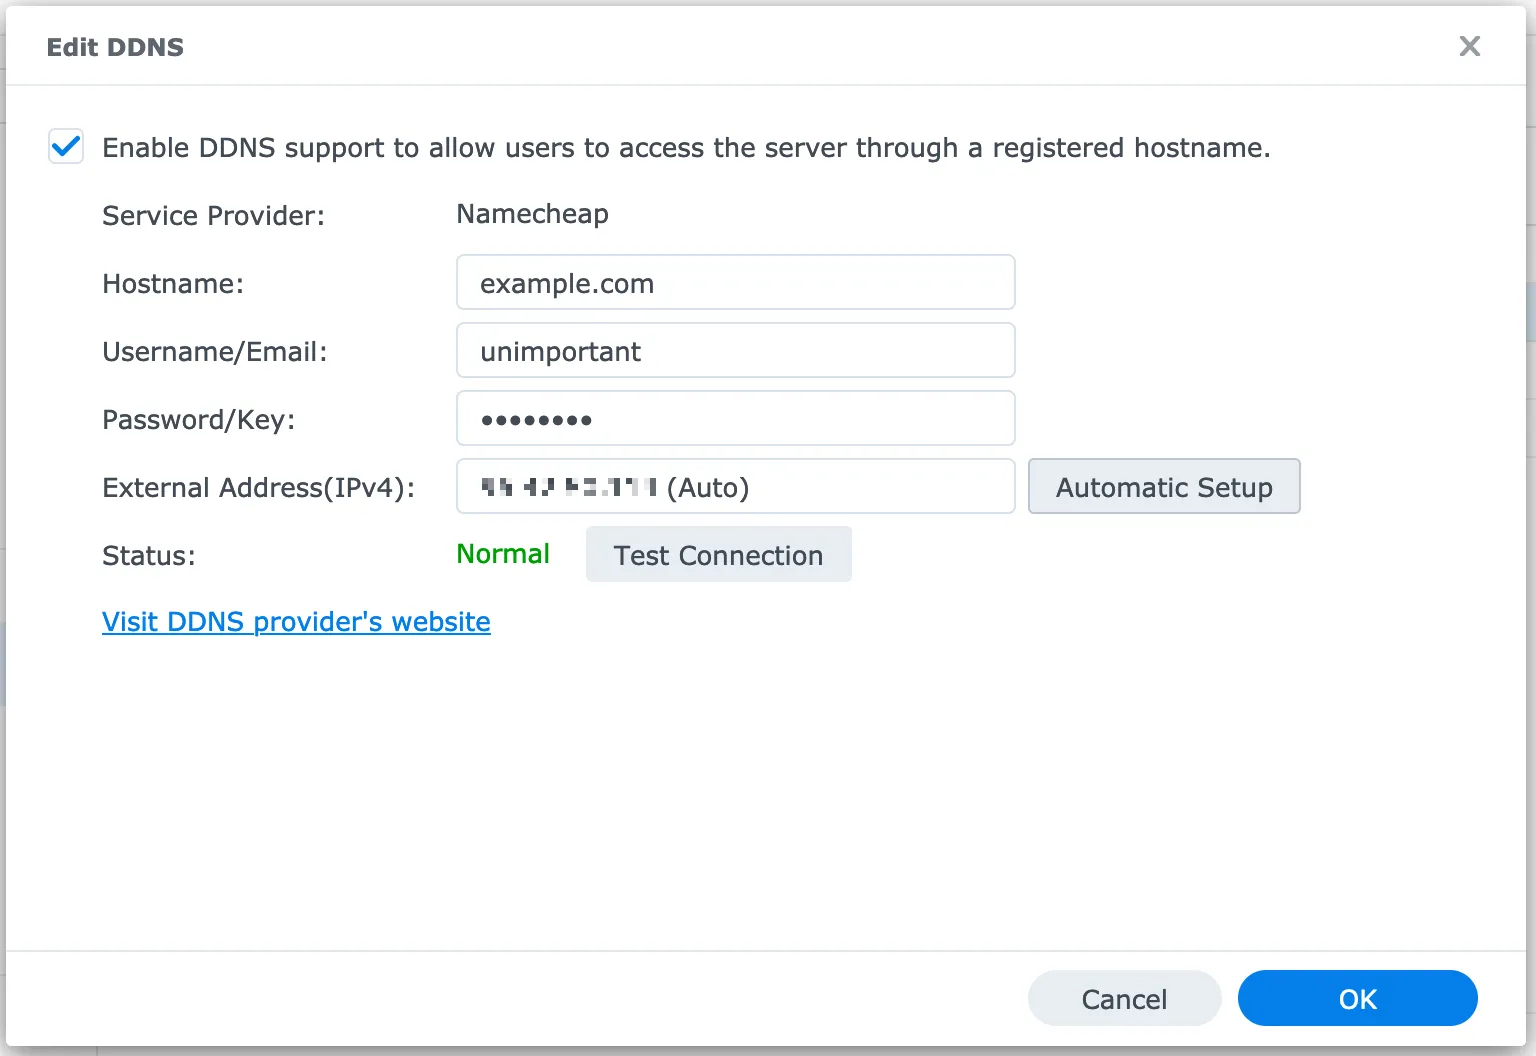 Edit DDNS
Enable DDNS support to allow users to access the server through a registered hostname.
Service Provider: Namecheap
Hostname: example.com
Username/Email: unimportant
Password/Key: ••••••••
External Address(IPv4): (Auto) Automatic Setup
Status: Normal Test Connection
Visit DDNS provider's website
Cancel OK